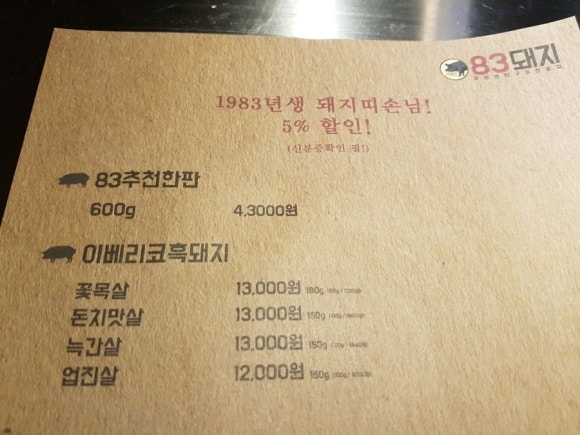 83돼지
1983년생 돼지띠손님!
5% 할인!
(신분증확인 필!)
83추천한판
600g 4,3000원
이베리코흑돼지
꽃목살 13,000원 180g
돈치맛살 13,000원 150g
늑간살 13,000원 150g
업진살 12,000원 150g